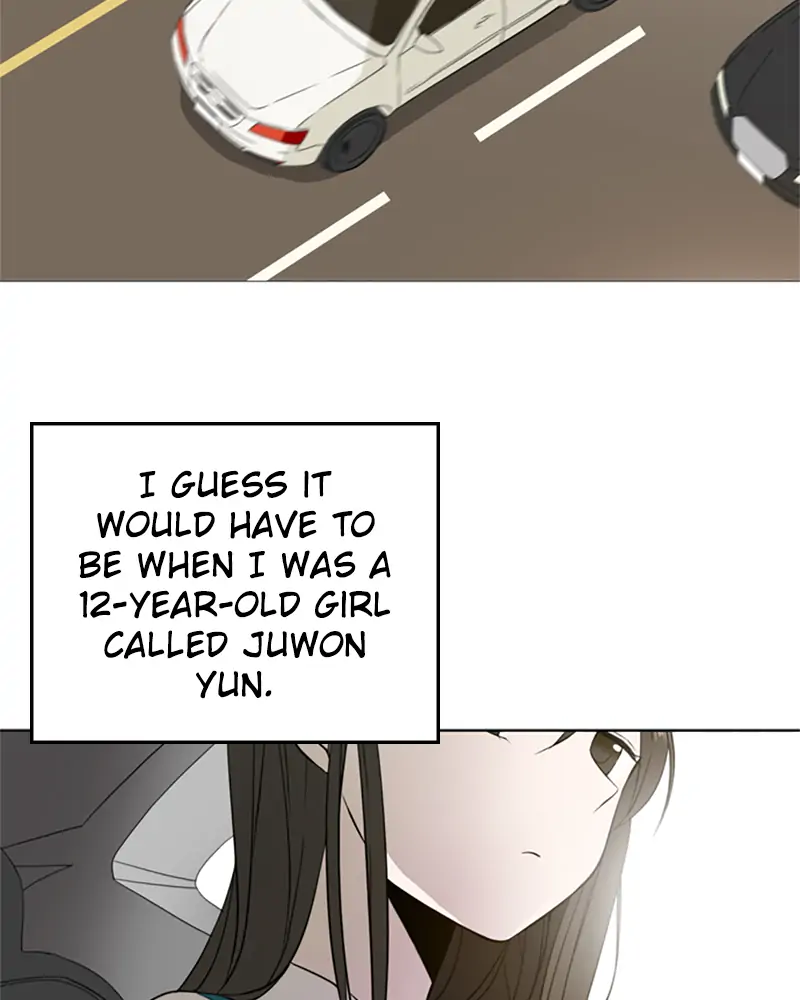 I GUESS IT
WOULD HAVE TO
BE WHEN I WAS A
12-YEAR-OLD GIRL
CALLED JUWON
YUN.